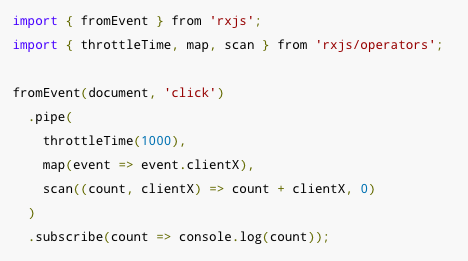 import { fromEvent } from 'rxjs';
import { throttleTime, map, scan } from 'rxjs/operators';

fromEvent(document, 'click')
  .pipe(
    throttleTime(1000),
    map(event => event.clientX),
    scan((count, clientX) => count + clientX, 0)
  )
  .subscribe(count => console.log(count));